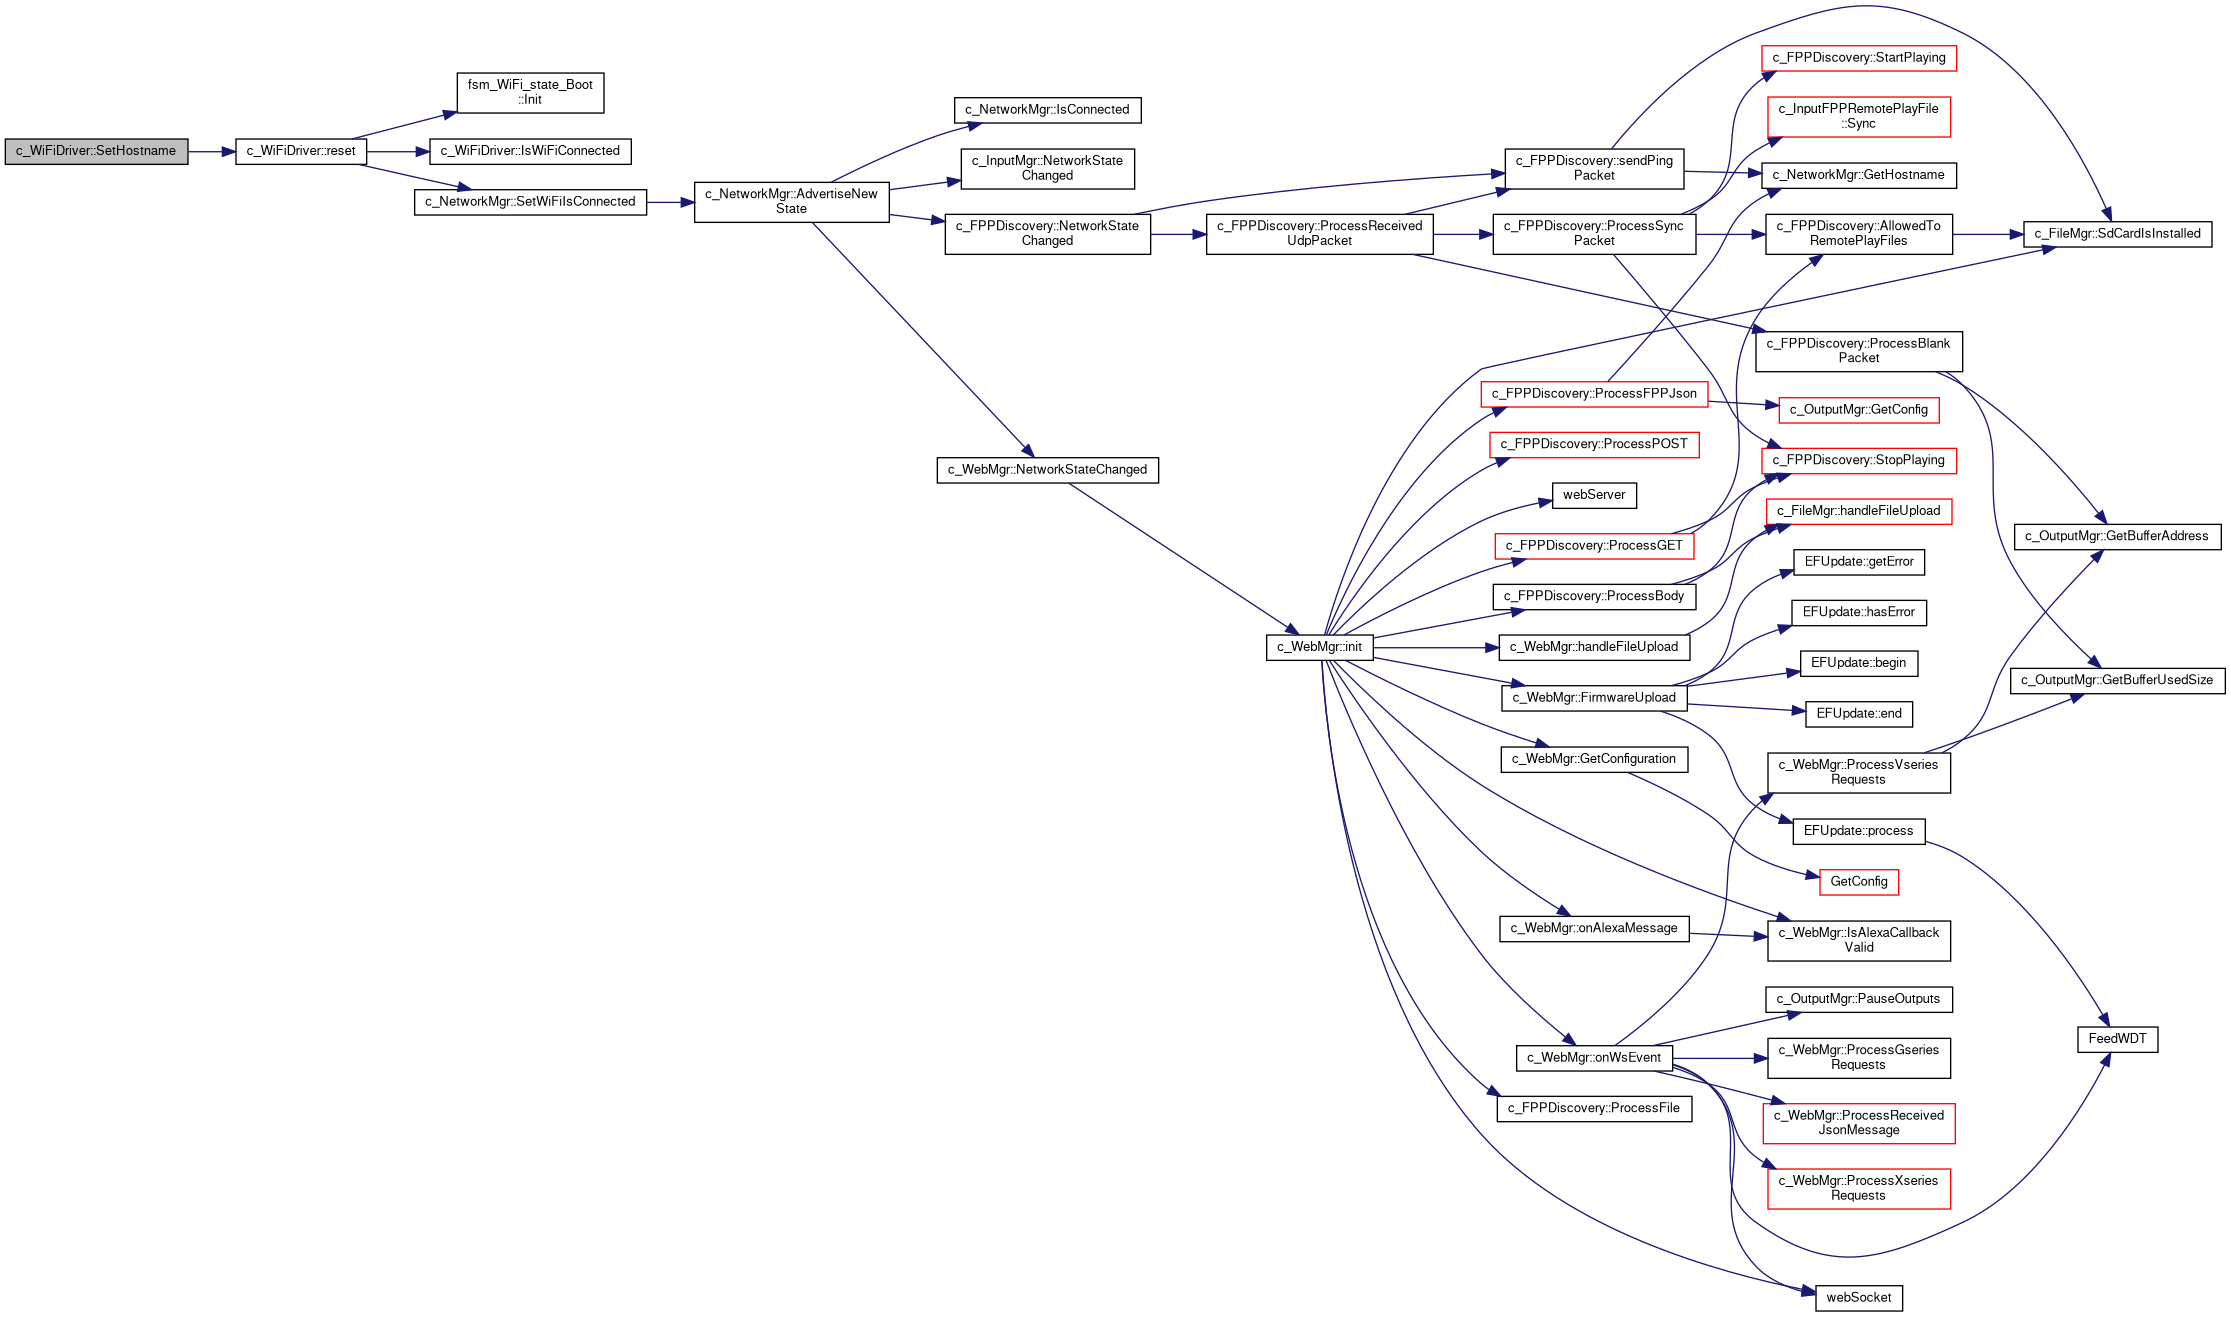 c_WiFiDriver::SetHostname
c_WiFiDriver::reset
fsm_WiFi_state_Boot
::Init
c_WiFiDriver::IsWiFiConnected
c_NetworkMgr::SetWiFiIsConnected
c_NetworkMgr::AdvertiseNew
State
c_NetworkMgr::IsConnected
c_InputMgr::NetworkState
Changed
c_FPPDiscovery::NetworkState
Changed
c_WebMgr::NetworkStateChanged
c_FPPDiscovery::ProcessReceived
UdpPacket
c_WebMgr::init
c_FPPDiscovery::sendPing
Packet
c_FPPDiscovery::ProcessSync
Packet
c_FPPDiscovery::ProcessFPPJson
c_FPPDiscovery::ProcessPOST
webServer
c_FPPDiscovery::ProcessGET
c_FPPDiscovery::ProcessBody
c_WebMgr::handleFileUpload
c_WebMgr::FirmwareUpload
c_WebMgr::GetConfiguration
c_WebMgr::onAlexaMessage
c_WebMgr::onWsEvent
c_FPPDiscovery::ProcessFile
c_FPPDiscovery::StartPlaying
c_InputFPPRemotePlayFile
::Sync
c_NetworkMgr::GetHostname
c_FPPDiscovery::AllowedTo
RemotePlayFiles
c_FPPDiscovery::ProcessBlank
Packet
c_OutputMgr::GetConfig
c_FPPDiscovery::StopPlaying
c_FileMgr::handleFileUpload
EFUpdate::getError
EFUpdate::hasError
EFUpdate::begin
EFUpdate::end
c_WebMgr::ProcessVseries
Requests
EFUpdate::process
GetConfig
c_WebMgr::IsAlexaCallback
Valid
c_OutputMgr::PauseOutputs
c_WebMgr::ProcessGseries
Requests
c_WebMgr::ProcessReceived
JsonMessage
c_WebMgr::ProcessXseries
Requests
webSocket
c_FileMgr::SdCardIsInstalled
c_OutputMgr::GetBufferAddress
c_OutputMgr::GetBufferUsedSize
FeedWDT